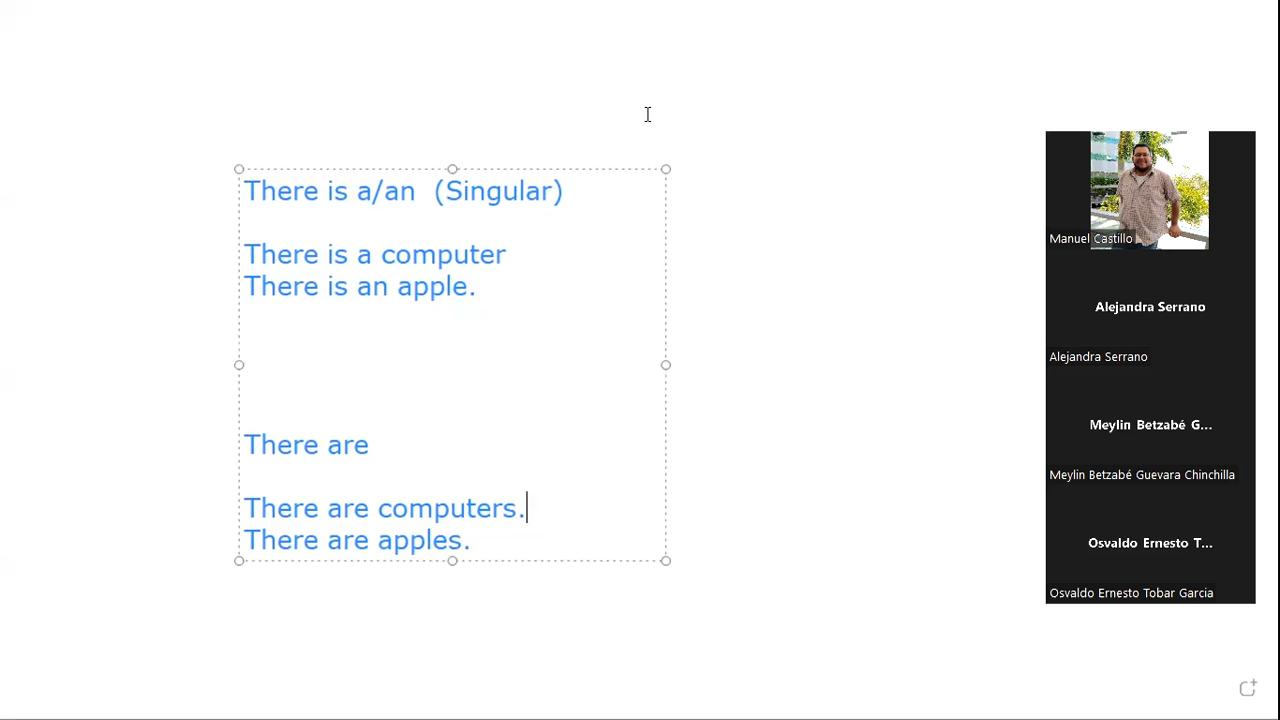 There is a/an  (Singular)
There is a computer
There is an apple.
There are
There are computers.
There are apples.
Manuel Castillo
Alejandra Serrano
Alejandra Serrano
Meylin Betzabé G...
Meylin Betzabé Guevara Chinchilla
Osvaldo Ernesto T...
Osvaldo Ernesto Tobar Garcia